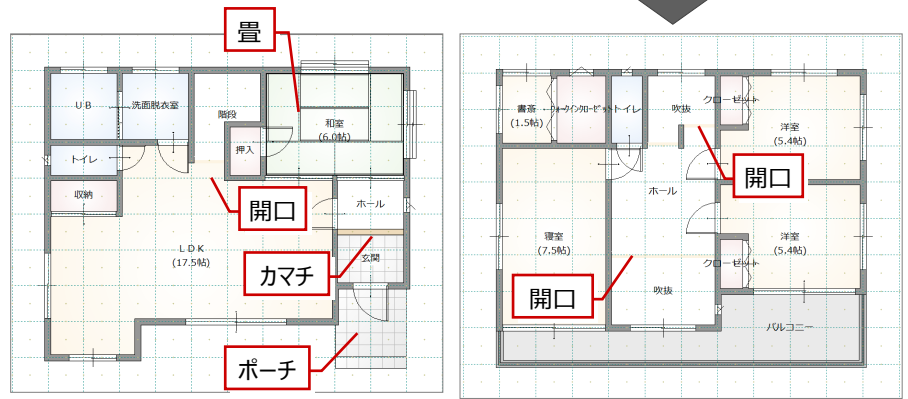 畳
UB
洗面脱衣室
階段
和室
(6.0帖)
押入
トイレ
収納
開口
ホール
LDK
(17.5帖)
カマチ
玄関
ポーチ
書斎
(1.5帖)
ウォークインクローゼット
トイレ
吹抜
クローゼット
洋室
(5.4帖)
開口
ホール
寝室
(7.5帖)
洋室
(5.4帖)
クローゼット
開口
吹抜
バルコニー